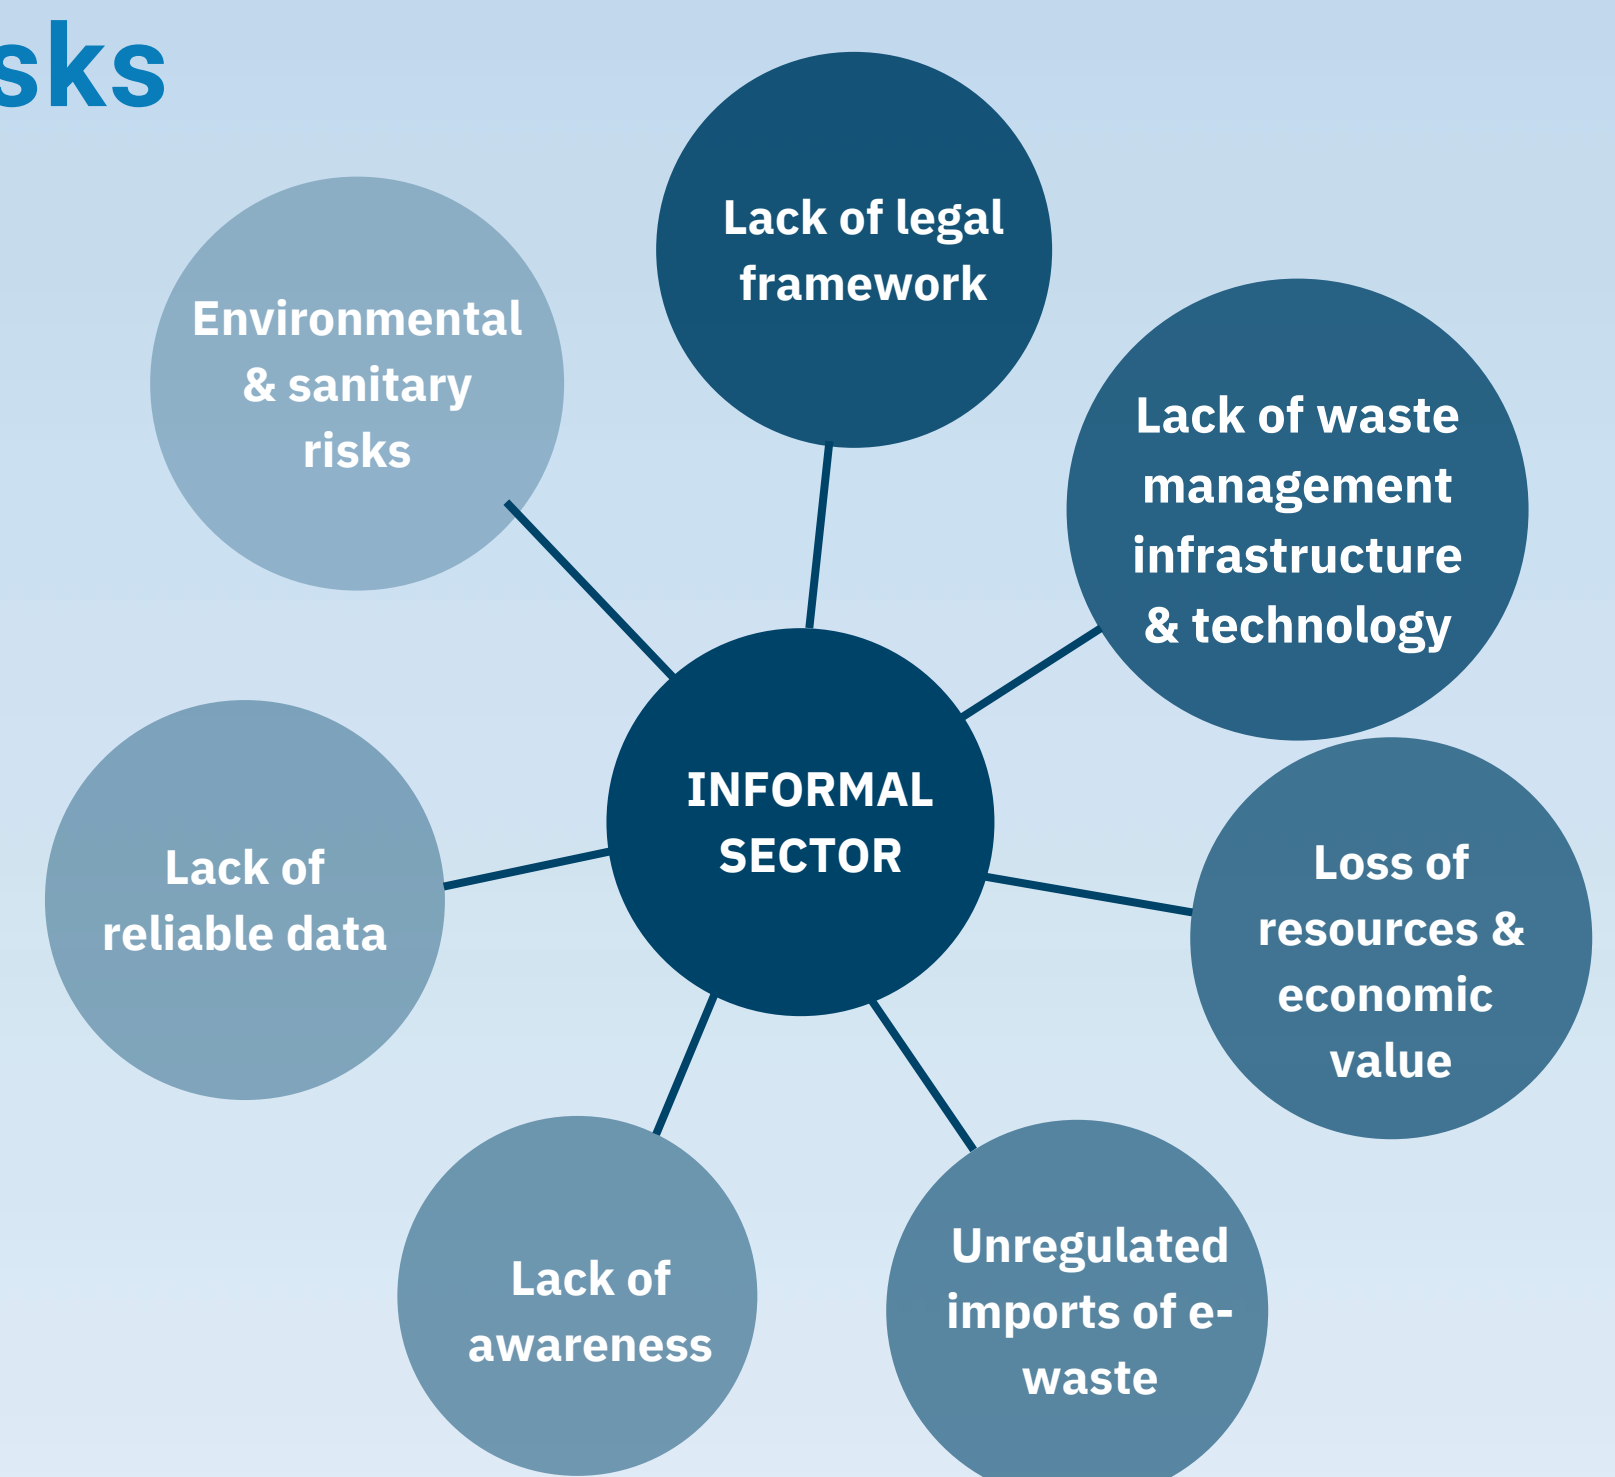 sks
Lack of legal
framework
Environmental
& sanitary
risks
Lack of waste
management
infrastructure
& technology
INFORMAL
SECTOR
Loss of
resources &
economic
value
Lack of
reliable data
Unregulated
imports of e-
waste
Lack of
awareness